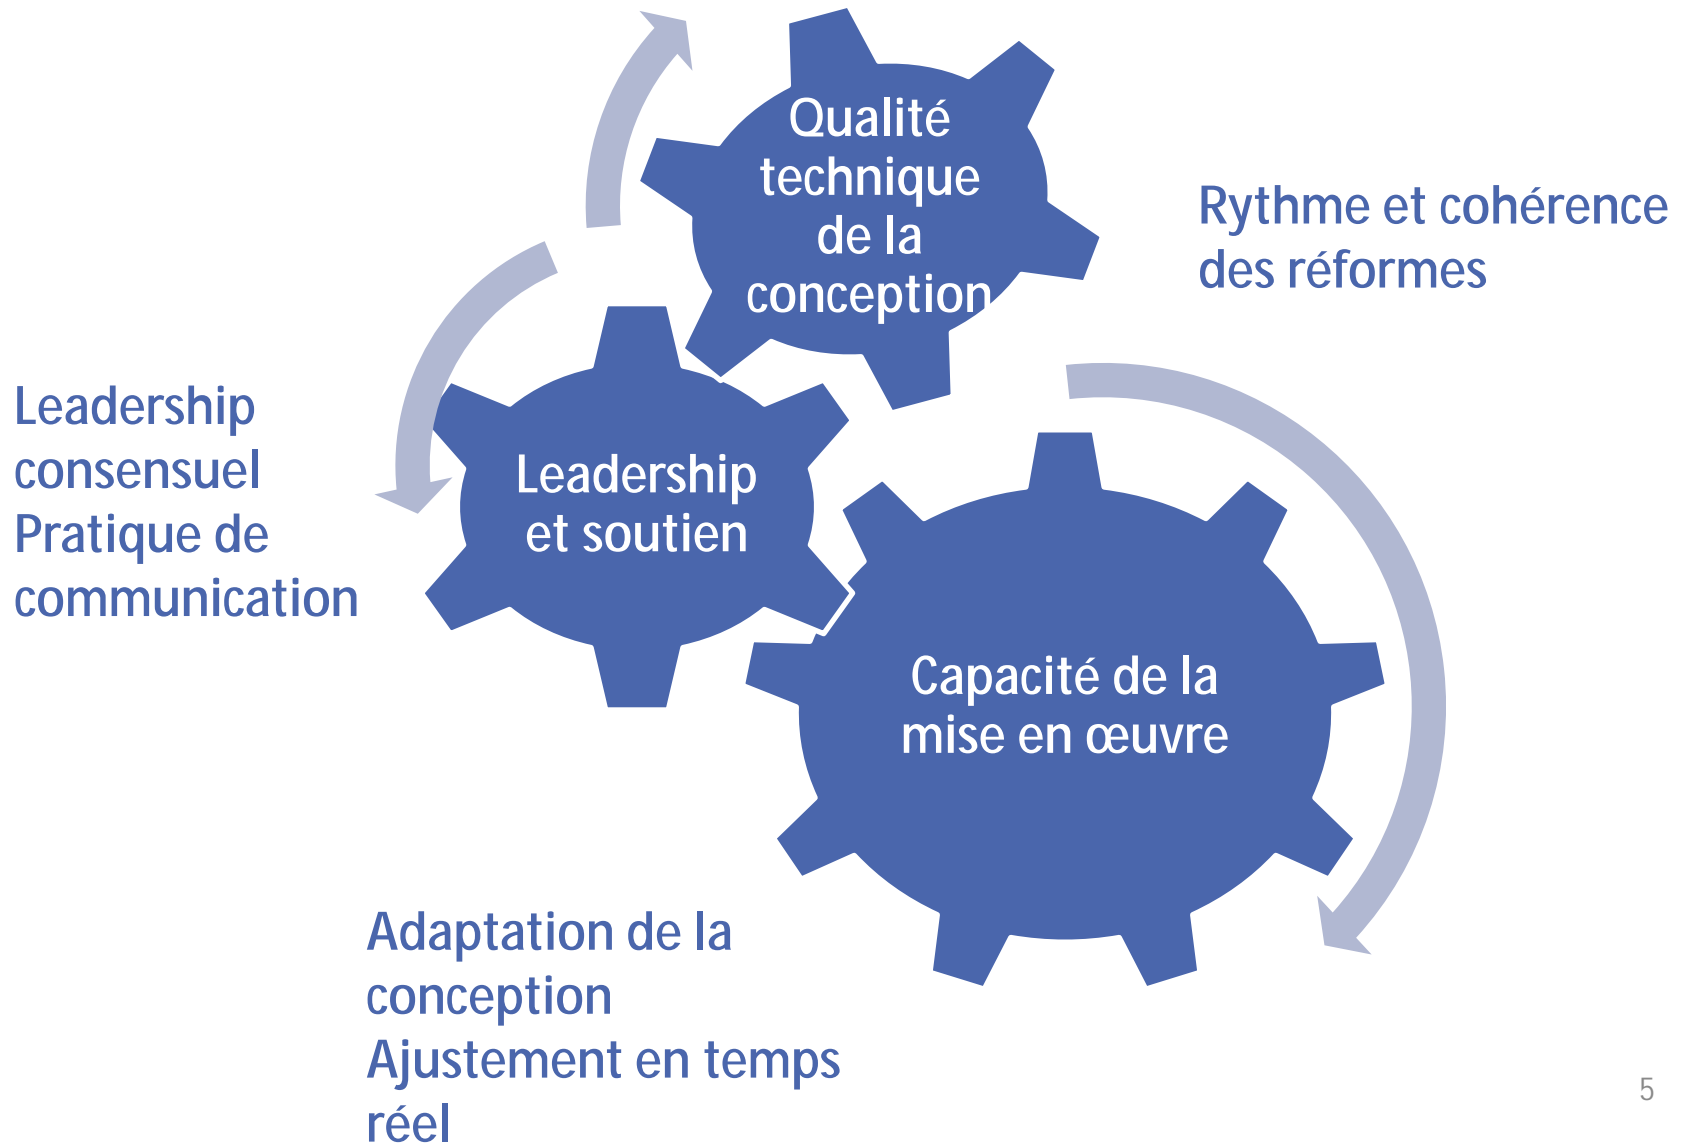 Qualité
technique
de la
conception
Rythme et cohérence
des réformes
Leadership
consensuel
Pratique de
communication
Leadership
et soutien
Capacité de la
mise en œuvre
Adaptation de la
conception
Ajustement en temps
réel
5